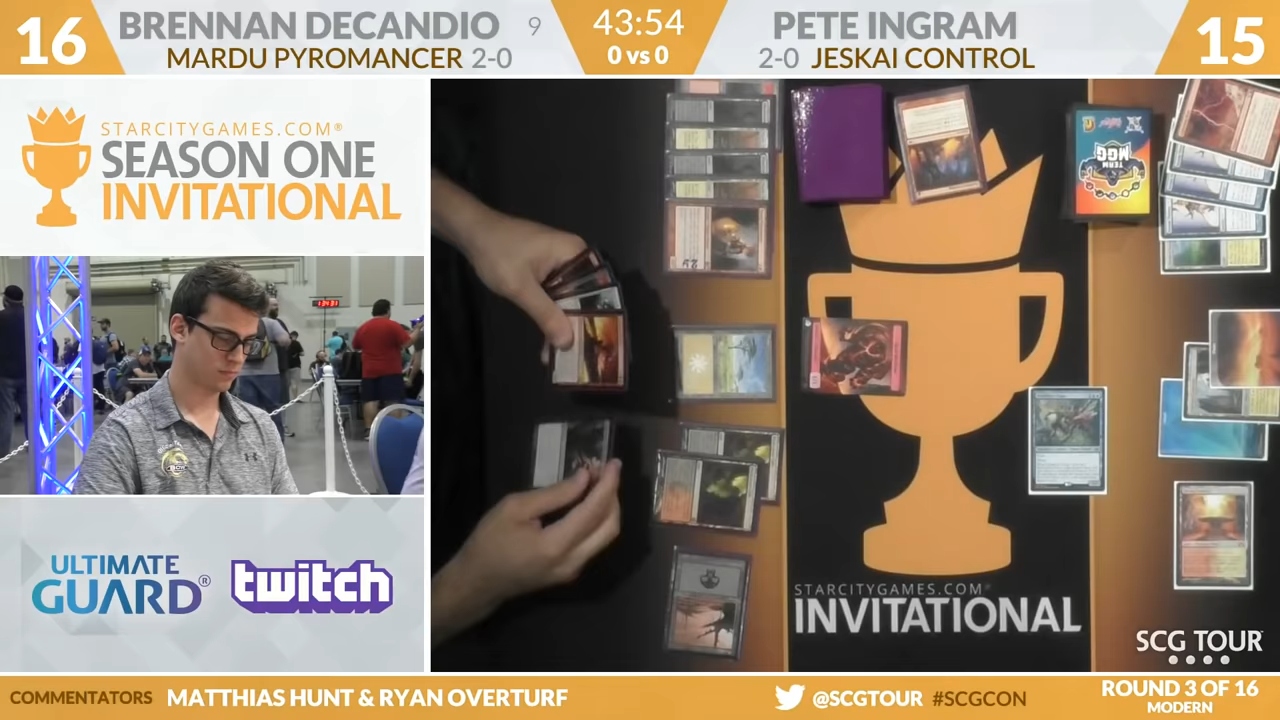 16
BRENNAN DECANDIO 9
MARDU PYROMANCER 2-0
43:54
0 vs 0
PETE INGRAM
2-0 JESKAI CONTROL
15
STARCITYGAMES.COM®
SEASON ONE
INVITATIONAL
ULTIMATE
GUARD®
twitch
TEAM
MGG
STARCITYGAMES.COM®
INVITATIONAL
SCG TOUR
COMMENTATORS MATTHIAS HUNT & RYAN OVERTURF
@SCGTOUR #SCGCON
ROUND 3 OF 16
MODERN